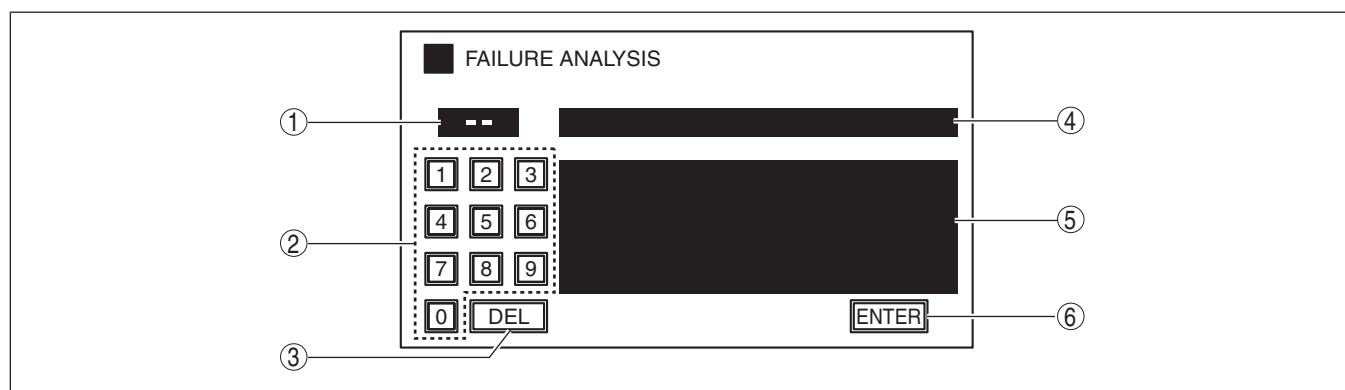 FAILURE ANALYSIS
① -- ④
1 2 3
4 5 6 ⑤
② 7 8 9
0 DEL ENTER ⑥
③